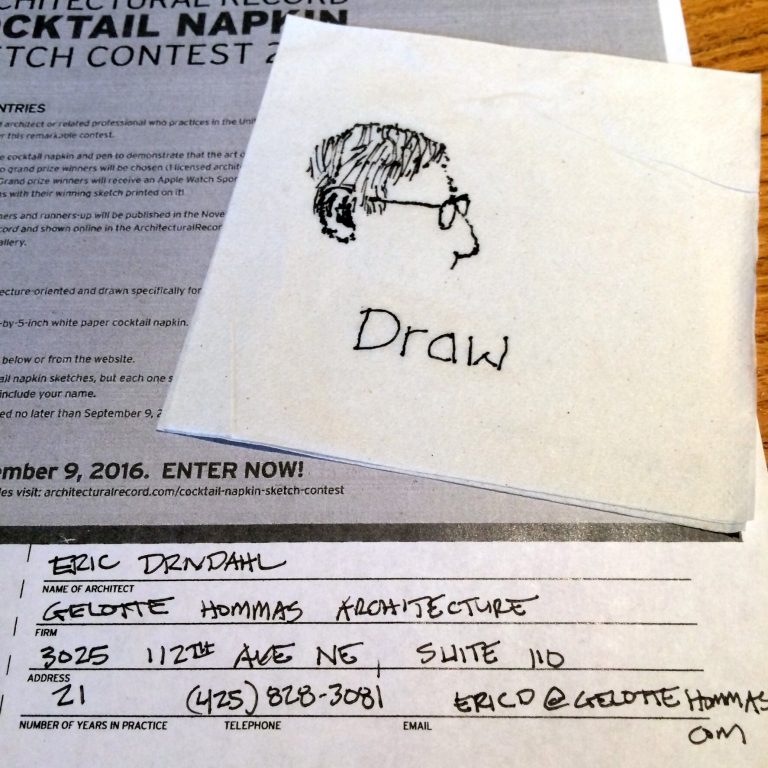 ARCHITECTURAL RECORD
COCKTAIL NAPKIN
SKETCH CONTEST 2
NTRIES
architect or related professional who practices in the Uni
r this remarkable contest.
e cocktail napkin and pen to demonstrate that the art o
o grand prize winners will be chosen (1 licensed archit
Grand prize winners will receive an Apple Watch Spor
s with their winning sketch printed on it)
ners and runners-up will be published in the Nove
cord and shown online in the ArchitecturalRecor
allery.
ecture-oriented and drawn specifically for
-by-5-inch white paper cocktail napkin.
below or from the website.
ail napkin sketches, but each one s
include your name.
ed no later than September 9, 2
ember 9, 2016. ENTER NOW!
les visit: architecturalrecord.com/cocktail-napkin-sketch-contest
Draw
ERIC DRNDAHL
NAME OF ARCHITECT
GELOTTE HOMMAS ARCHITECTURE
FIRM
3025 112TH AVE NE, SUITE 110
ADDRESS
21 (425) 828-3081 ERICD@GELOTTEHOMMAS
COM
NUMBER OF YEARS IN PRACTICE TELEPHONE EMAIL